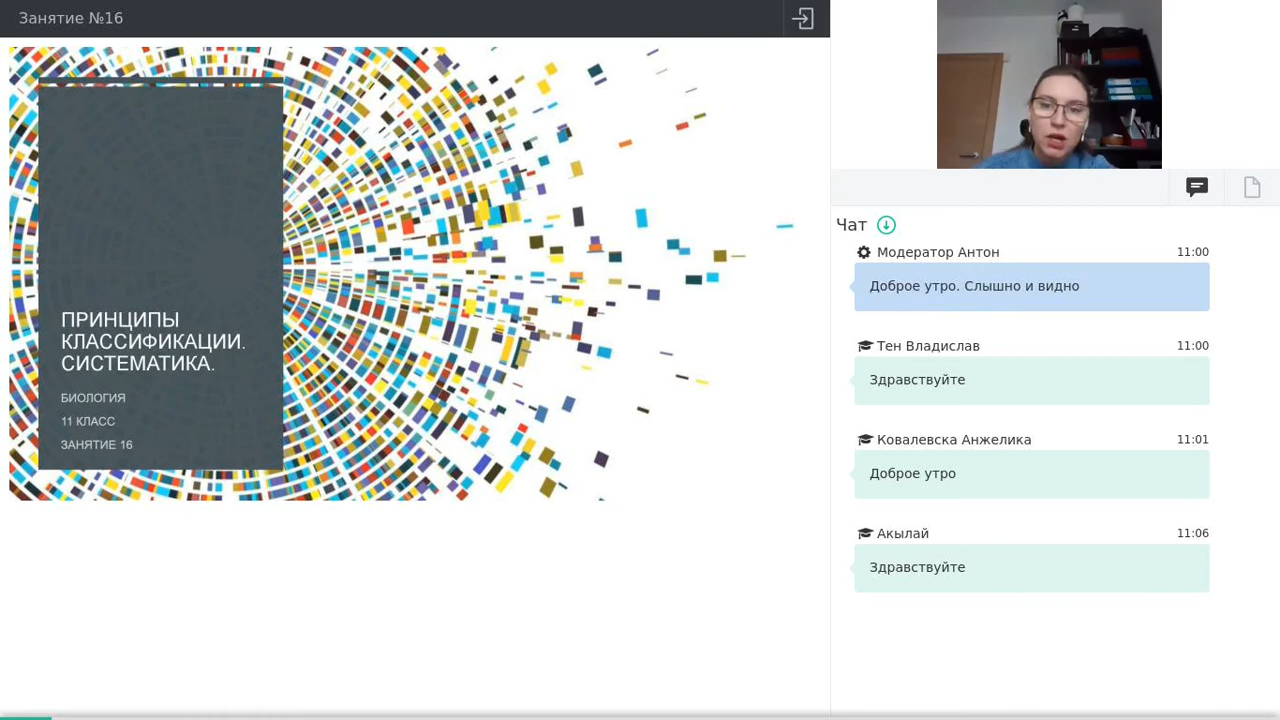 Занятие №16
ПРИНЦИПЫ
КЛАССИФИКАЦИИ.
СИСТЕМАТИКА.
БИОЛОГИЯ
11 КЛАСС
ЗАНЯТИЕ 16
Чат
Модератор Антон 11:00
Доброе утро. Слышно и видно
Тен Владислав 11:00
Здравствуйте
Ковалевска Анжелика 11:01
Доброе утро
Акылай 11:06
Здравствуйте